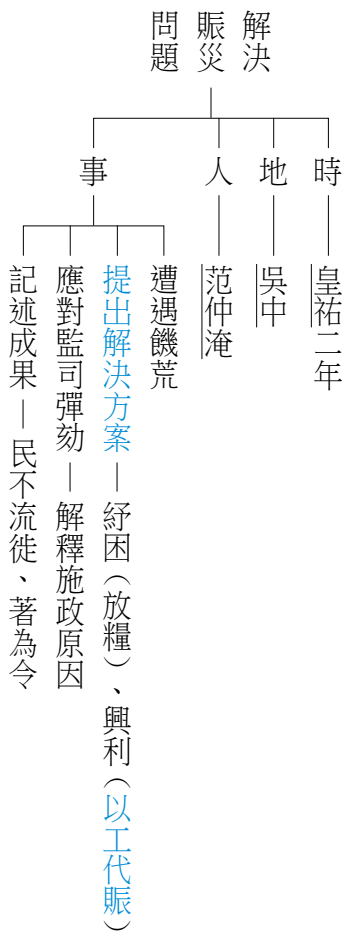 解決
賑災
問題
時
皇祐二年
地
吳中
人
范仲淹
事
遭遇饑荒
提出解決方案—紓困(放糧)、興利(以工代賑)
應對監司彈劾—解釋施政原因
記述成果—民不流徙、著為令